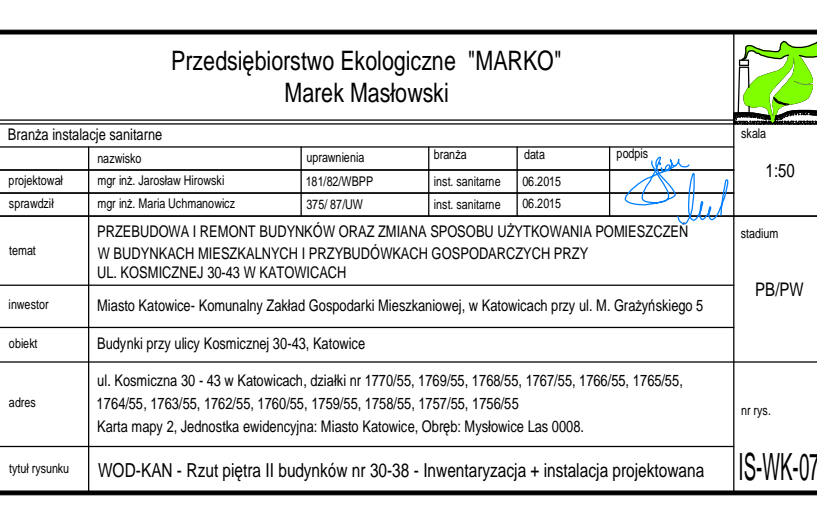 Przedsiębiorstwo Ekologiczne "MARKO"
Marek Masłowski
Branża instalacje sanitarne
skala
nazwisko uprawnienia branża data podpis
1:50
projektował mgr inż. Jarosław Hirowski 181/82/WBPP inst. sanitarne 06.2015
sprawdził mgr inż. Maria Uchmanowicz 375/ 87/UW inst. sanitarne 06.2015
temat
PRZEBUDOWA I REMONT BUDYNKÓW ORAZ ZMIANA SPOSOBU UŻYTKOWANIA POMIESZCZEŃ
W BUDYNKACH MIESZKALNYCH I PRZYBUDÓWKACH GOSPODARCZYCH PRZY
UL. KOSMICZNEJ 30-43 W KATOWICACH
stadium
PB/PW
inwestor Miasto Katowice- Komunalny Zakład Gospodarki Mieszkaniowej, w Katowicach przy ul. M. Grażyńskiego 5
obiekt Budynki przy ulicy Kosmicznej 30-43, Katowice
adres
ul. Kosmiczna 30 - 43 w Katowicach, działki nr 1770/55, 1769/55, 1768/55, 1767/55, 1766/55, 1765/55,
1764/55, 1763/55, 1762/55, 1760/55, 1759/55, 1758/55, 1757/55, 1756/55
Karta mapy 2, Jednostka ewidencyjna: Miasto Katowice, Obręb: Mysłowice Las 0008.
nr rys.
tytuł rysunku WOD-KAN - Rzut piętra II budynków nr 30-38 - Inwentaryzacja + instalacja projektowana
IS-WK-07